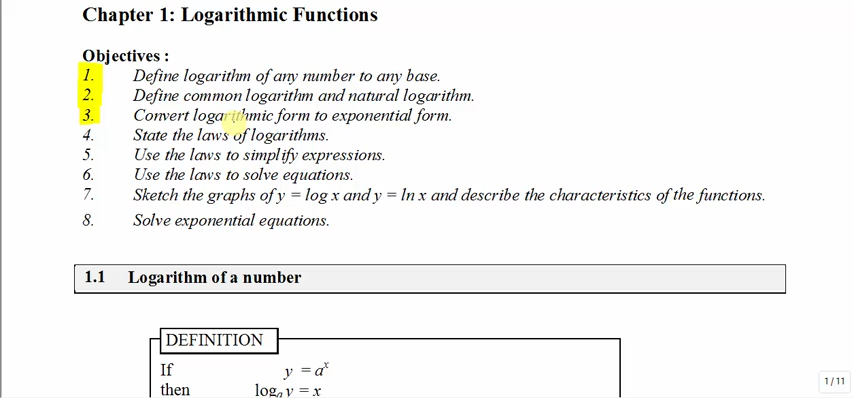 Chapter 1: Logarithmic Functions
Objectives :
1. Define logarithm of any number to any base.
2. Define common logarithm and natural logarithm.
3. Convert logarithmic form to exponential form.
4. State the laws of logarithms.
5. Use the laws to simplify expressions.
6. Use the laws to solve equations.
7. Sketch the graphs of y = log x and y = ln x and describe the characteristics of the functions.
8. Solve exponential equations.
1.1 Logarithm of a number
DEFINITION
If y = aˣ
then logₐ y = x
1 / 11